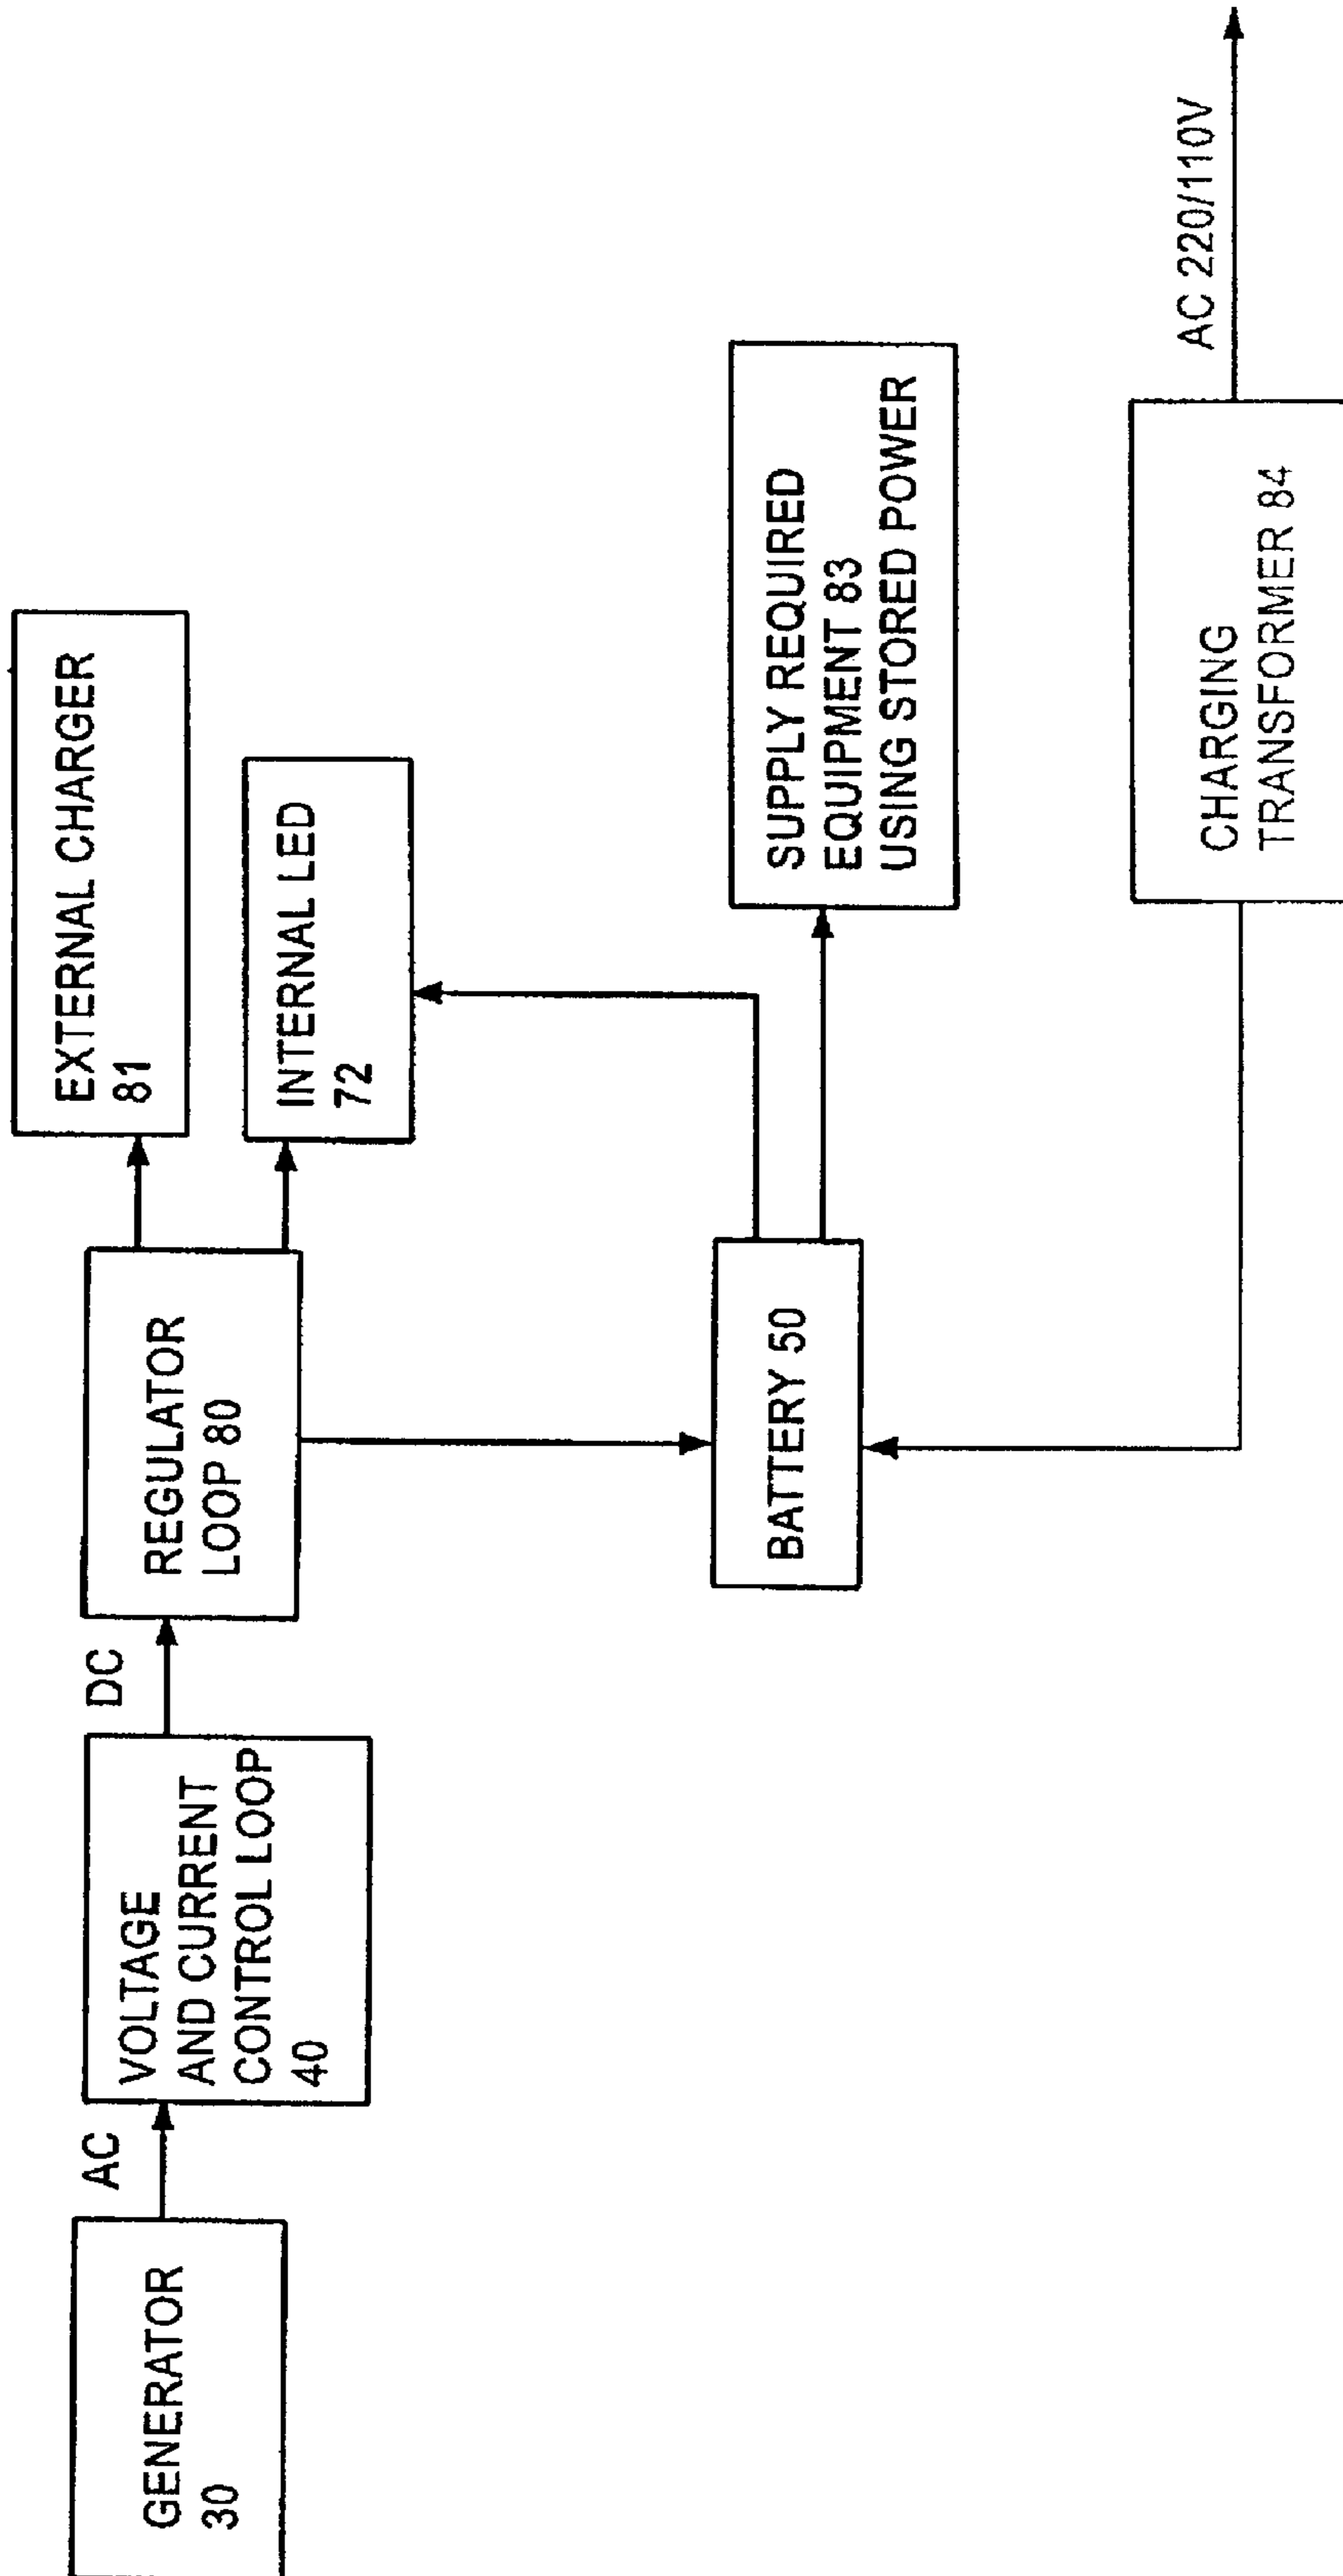 GENERATOR
30
AC
VOLTAGE
AND CURRENT
CONTROL LOOP
40
DC
REGULATOR
LOOP 80
EXTERNAL CHARGER
81
INTERNAL LED
72
BATTERY 50
SUPPLY REQUIRED
EQUIPMENT 83
USING STORED POWER
CHARGING
TRANSFORMER 84
AC 220/110V